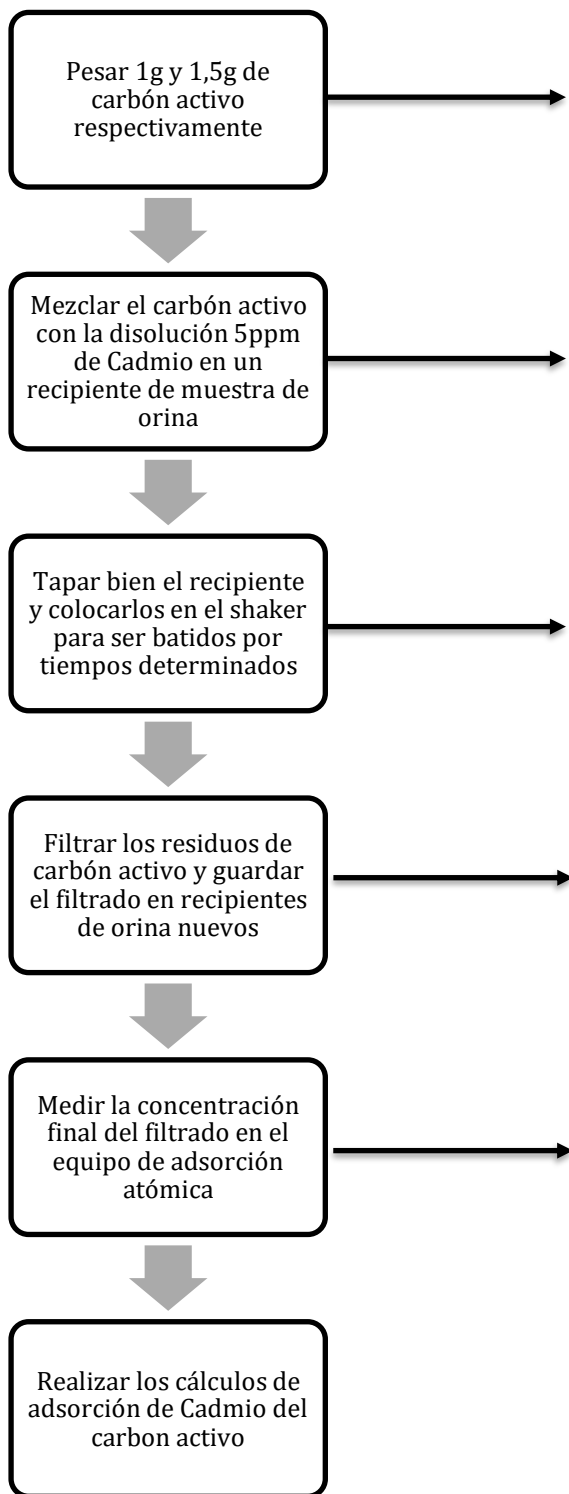 Pesar 1g y 1,5g de
carbón activo
respectivamente
Mezclar el carbón activo
con la disolución 5ppm
de Cadmio en un
recipiente de muestra de
orina
Tapar bien el recipiente
y colocarlos en el shaker
para ser batidos por
tiempos determinados
Filtrar los residuos de
carbón activo y guardar
el filtrado en recipientes
de orina nuevos
Medir la concentración
final del filtrado en el
equipo de adsorción
atómica
Realizar los cálculos de
adsorción de Cadmio del
carbon activo